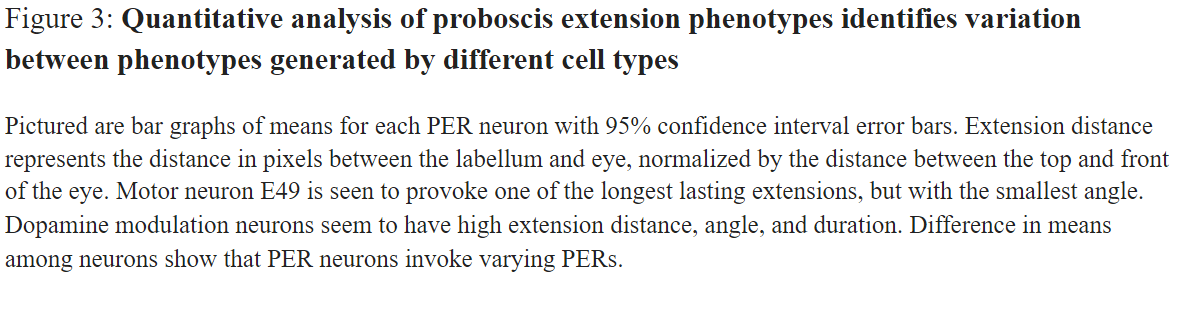 Figure 3: Quantitative analysis of proboscis extension phenotypes identifies variation
between phenotypes generated by different cell types
Pictured are bar graphs of means for each PER neuron with 95% confidence interval error bars. Extension distance
represents the distance in pixels between the labellum and eye, normalized by the distance between the top and front
of the eye. Motor neuron E49 is seen to provoke one of the longest lasting extensions, but with the smallest angle.
Dopamine modulation neurons seem to have high extension distance, angle, and duration. Difference in means
among neurons show that PER neurons invoke varying PERs.